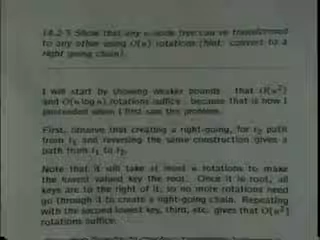 14.2-5 Show that any n-node tree can be transformed
to any other using O(n) rotations (hint: convert to a
right going chain).
I will start by showing weaker bounds - that O(n²)
and O(n log n) rotations suffice - because that is how I
proceeded when I first saw the problem.
First, observe that creating a right-going, for t₂ path
from t₁ and reversing the same construction gives a
path from t₁ to t₂.
Note that it will take at most n rotations to make
the lowest valued key the root. Once it is root, all
keys are to the right of it, so no more rotations need
go through it to create a right-going chain. Repeating
with the second lowest key, third, etc. gives that O(n²)
rotations suffice.